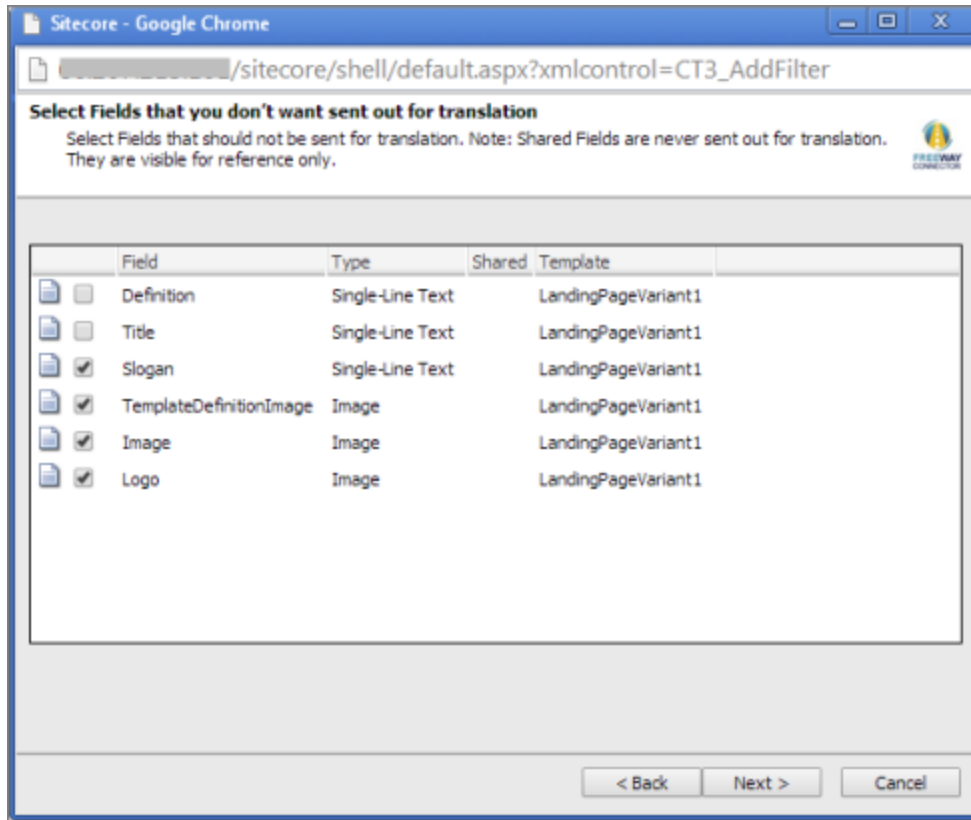 Sitecore - Google Chrome
/sitecore/shell/default.aspx?xmlcontrol=CT3_AddFilter
Select Fields that you don't want sent out for translation
Select Fields that should not be sent for translation. Note: Shared Fields are never sent out for translation.
They are visible for reference only.
FREEWAY
CONNECTOR
Field Type Shared Template
Definition Single-Line Text LandingPageVariant1
Title Single-Line Text LandingPageVariant1
Slogan Single-Line Text LandingPageVariant1
TemplateDefinitionImage Image LandingPageVariant1
Image Image LandingPageVariant1
Logo Image LandingPageVariant1
< Back Next > Cancel